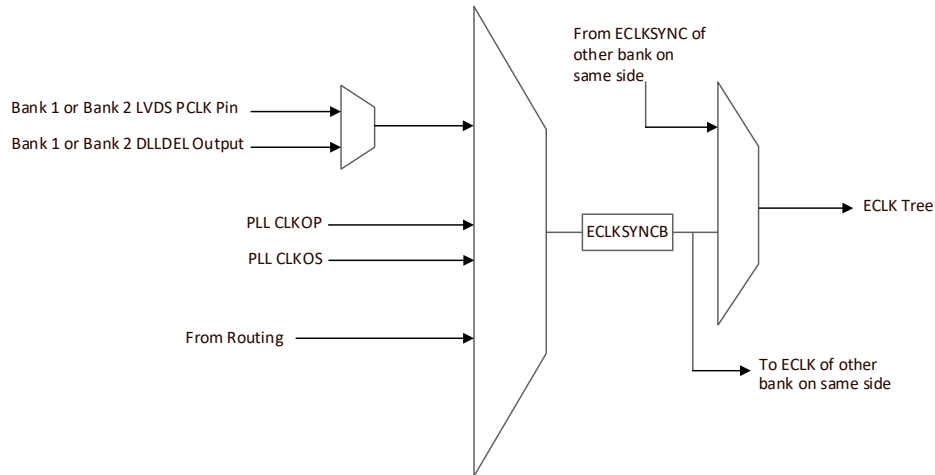 From ECLKSYNC of
other bank on
same side
Bank 1 or Bank 2 LVDS PCLK Pin
Bank 1 or Bank 2 DLLDEL Output
ECLK Tree
PLL CLKOP
ECLKSYNCB
PLL CLKOS
From Routing
To ECLK of other
bank on same side